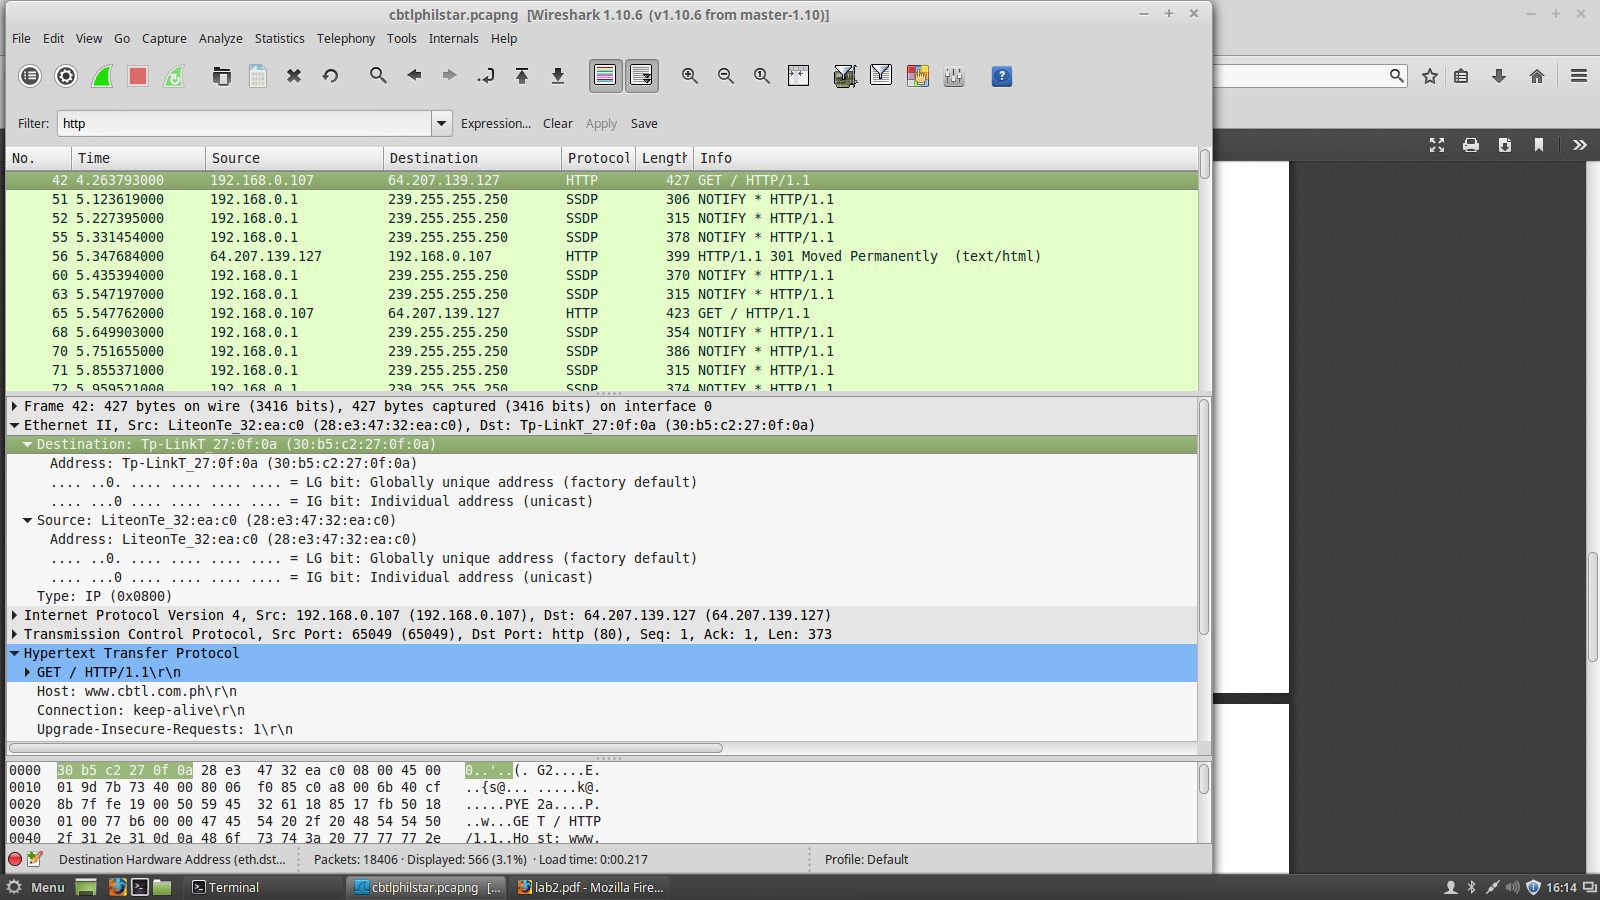 cbtlphilstar.pcapng [Wireshark 1.10.6 (v1.10.6 from master-1.10)]
File Edit View Go Capture Analyze Statistics Telephony Tools Internals Help
Filter: http Expression... Clear Apply Save
No. Time Source Destination Protocol Length Info
42 4.263793000 192.168.0.107 64.207.139.127 HTTP 427 GET / HTTP/1.1
51 5.123619000 192.168.0.1 239.255.255.250 SSDP 306 NOTIFY * HTTP/1.1
52 5.227395000 192.168.0.1 239.255.255.250 SSDP 315 NOTIFY * HTTP/1.1
55 5.331454000 192.168.0.1 239.255.255.250 SSDP 378 NOTIFY * HTTP/1.1
56 5.347684000 64.207.139.127 192.168.0.107 HTTP 399 HTTP/1.1 301 Moved Permanently (text/html)
60 5.435394000 192.168.0.1 239.255.255.250 SSDP 370 NOTIFY * HTTP/1.1
63 5.547197000 192.168.0.1 239.255.255.250 SSDP 315 NOTIFY * HTTP/1.1
65 5.547762000 192.168.0.107 64.207.139.127 HTTP 423 GET / HTTP/1.1
68 5.649903000 192.168.0.1 239.255.255.250 SSDP 354 NOTIFY * HTTP/1.1
70 5.751655000 192.168.0.1 239.255.255.250 SSDP 386 NOTIFY * HTTP/1.1
71 5.855371000 192.168.0.1 239.255.255.250 SSDP 315 NOTIFY * HTTP/1.1
72 5.959521000 192.168.0.1 239.255.255.250 SSDP 374 NOTIFY * HTTP/1.1
Frame 42: 427 bytes on wire (3416 bits), 427 bytes captured (3416 bits) on interface 0
Ethernet II, Src: LiteonTe_32:ea:c0 (28:e3:47:32:ea:c0), Dst: Tp-LinkT_27:0f:0a (30:b5:c2:27:0f:0a)
Destination: Tp-LinkT_27:0f:0a (30:b5:c2:27:0f:0a)
Address: Tp-LinkT_27:0f:0a (30:b5:c2:27:0f:0a)
.... ..0. .... .... .... .... = LG bit: Globally unique address (factory default)
.... ...0 .... .... .... .... = IG bit: Individual address (unicast)
Source: LiteonTe_32:ea:c0 (28:e3:47:32:ea:c0)
Address: LiteonTe_32:ea:c0 (28:e3:47:32:ea:c0)
.... ..0. .... .... .... .... = LG bit: Globally unique address (factory default)
.... ...0 .... .... .... .... = IG bit: Individual address (unicast)
Type: IP (0x0800)
Internet Protocol Version 4, Src: 192.168.0.107 (192.168.0.107), Dst: 64.207.139.127 (64.207.139.127)
Transmission Control Protocol, Src Port: 65049 (65049), Dst Port: http (80), Seq: 1, Ack: 1, Len: 373
Hypertext Transfer Protocol
GET / HTTP/1.1\r\n
Host: www.cbtl.com.ph\r\n
Connection: keep-alive\r\n
Upgrade-Insecure-Requests: 1\r\n
0000 30 b5 c2 27 0f 0a 28 e3 47 32 ea c0 08 00 45 00 0..'..(. G2....E.
0010 01 9d 7b 73 40 00 80 06 f0 85 c0 a8 00 6b 40 cf ..{s@... .....k@.
0020 8b 7f fe 19 00 50 59 45 32 61 18 85 17 fb 50 18 .....PYE 2a....P.
0030 01 00 77 b6 00 00 47 45 54 20 2f 20 48 54 54 50 ..w...GE T / HTTP
0040 2f 31 2e 31 0d 0a 48 6f 73 74 3a 20 77 77 77 2e /1.1..Ho st: www.
Destination Hardware Address (eth.dst... Packets: 18406 · Displayed: 566 (3.1%) · Load time: 0:00.217 Profile: Default
Menu Terminal cbtlphilstar.pcapng [... lab2.pdf - Mozilla Fire... 16:14